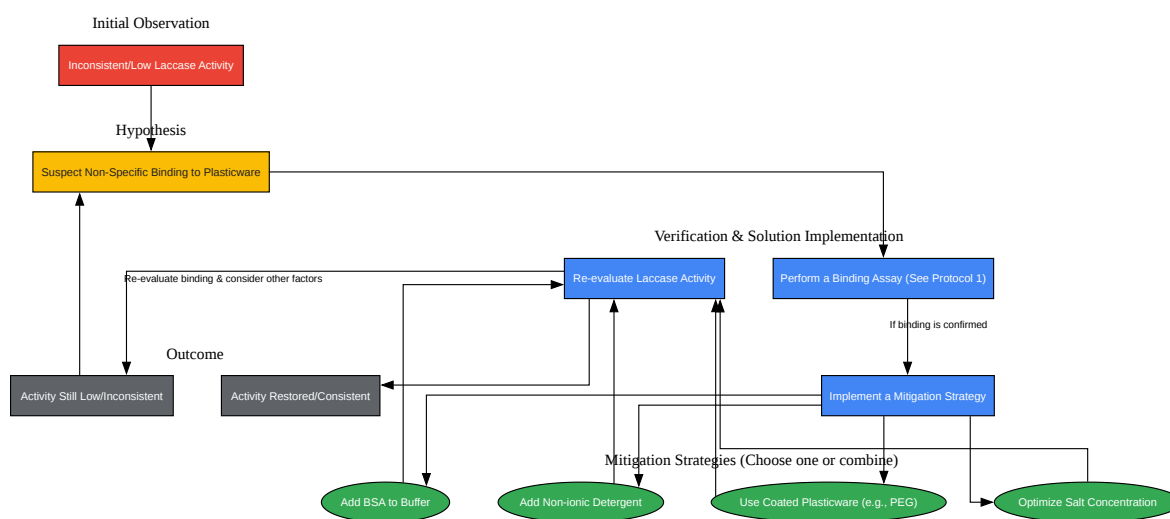 Initial Observation
Inconsistent/Low Laccase Activity
Hypothesis
Suspect Non-Specific Binding to Plasticware
Verification & Solution Implementation
Re-evaluate Laccase Activity
Perform a Binding Assay (See Protocol 1)
Re-evaluate binding & consider other factors
If binding is confirmed
Outcome
Activity Still Low/Inconsistent
Activity Restored/Consistent
Implement a Mitigation Strategy
Mitigation Strategies (Choose one or combine)
Add BSA to Buffer
Add Non-ionic Detergent
Use Coated Plasticware (e.g., PEG)
Optimize Salt Concentration